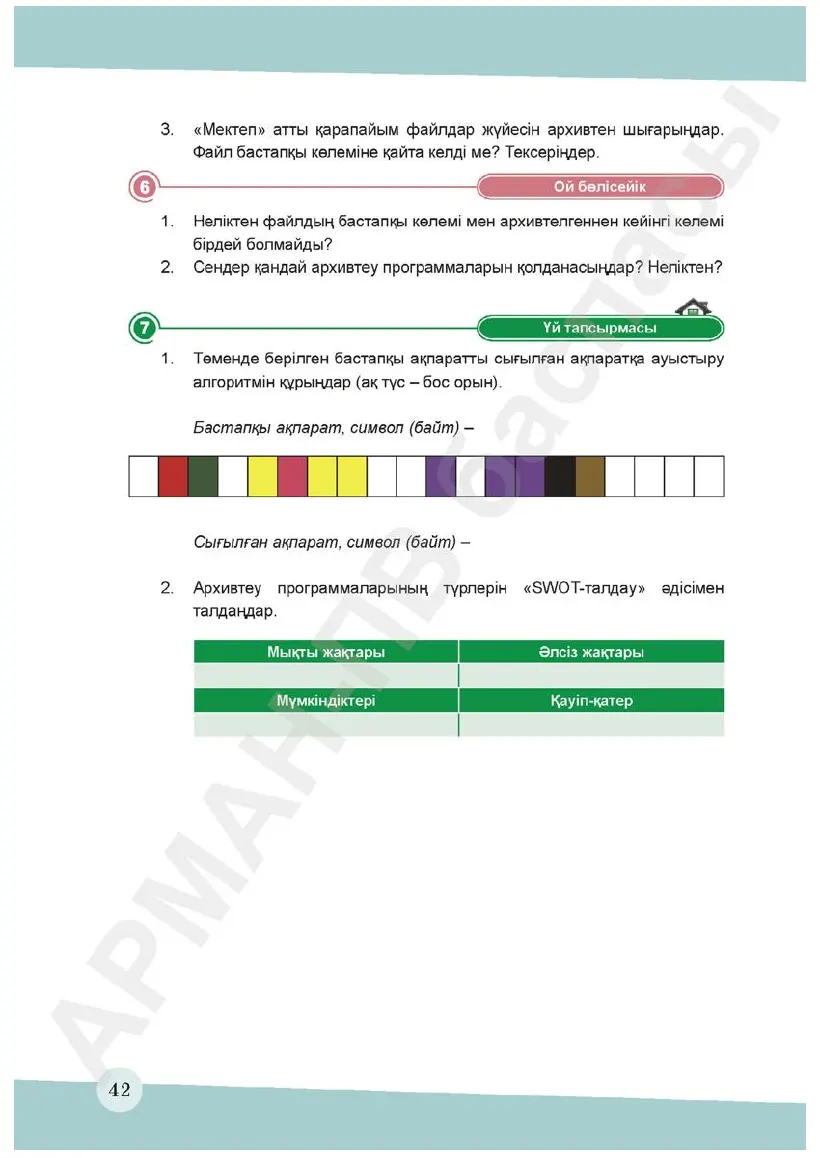 3. «Мектеп» атты қарапайым файлдар жүйесін архивтен шығарыңдар.
Файл бастапқы көлеміне қайта келді ме? Тексеріңдер.
6 Ой бөлісейік
1. Неліктен файлдың бастапқы көлемі мен архивтелгеннен кейінгі көлемі
бірдей болмайды?
2. Сендер қандай архивтеу программаларын қолданасыңдар? Неліктен?
7 Үй тапсырмасы
1. Төменде берілген бастапқы ақпаратты сығылған ақпаратқа ауыстыру
алгоритмін құрыңдар (ақ түс – бос орын).
Бастапқы ақпарат, символ (байт) –
Сығылған ақпарат, символ (байт) –
2. Архивтеу программаларының түрлерін «SWOT-талдау» әдісімен
талдаңдар.
Мықты жақтары Әлсіз жақтары
Мүмкіндіктері Қауіп-қатер
42
АРМАН-ПВ баспасы